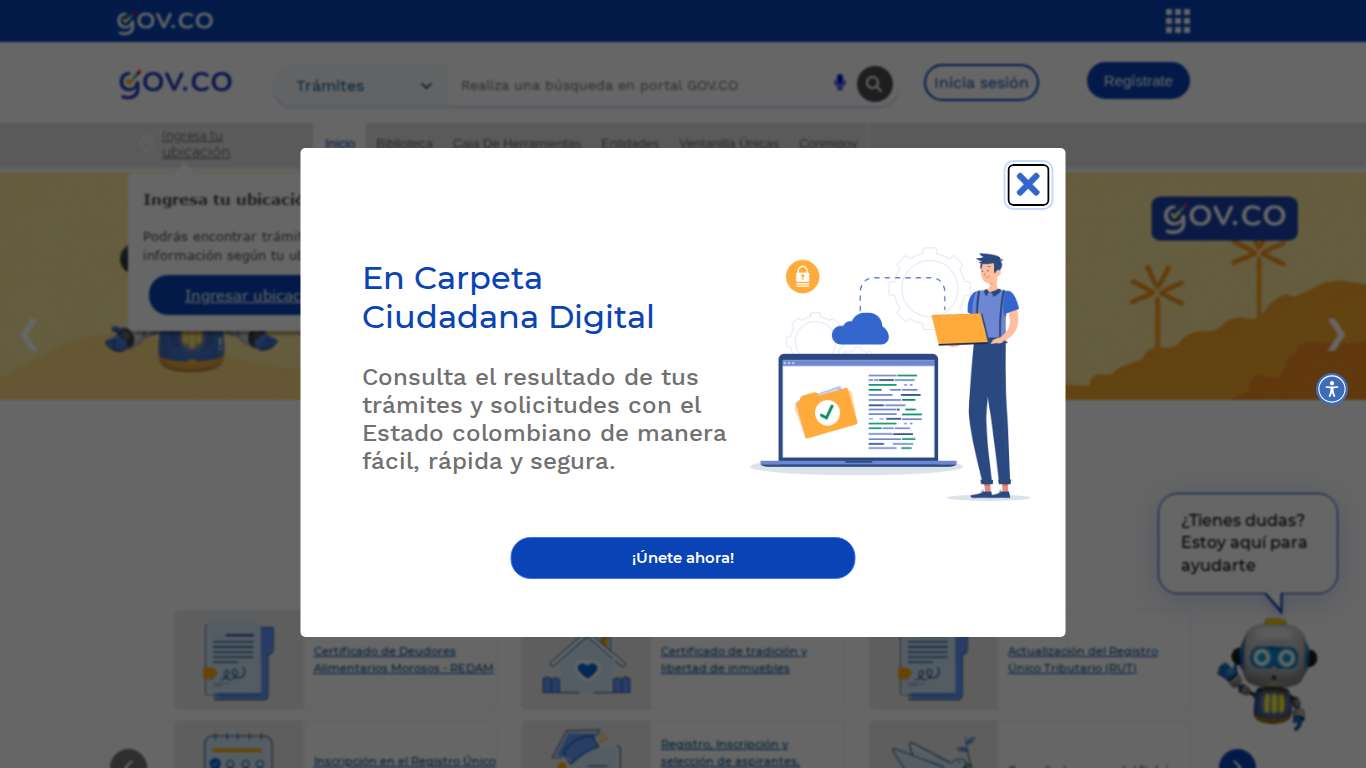 GOV.CO
GOV.CO
Trámites
Realiza una búsqueda en portal GOV.CO
Inicia sesión
Regístrate
Ingresa tu
ubicación
Inicio
Biblioteca
Caja De Herramientas
Entidades
Ventanilla Únicas
Conmigov
Ingresa tu ubicació
Podrás encontrar trámi
información según tu ub
Ingresar ubicac
GOV.CO
En Carpeta
Ciudadana Digital
Consulta el resultado de tus
trámites y solicitudes con el
Estado colombiano de manera
fácil, rápida y segura.
¡Únete ahora!
¿Tienes dudas?
Estoy aquí para
ayudarte
Certificado de Deudores
Alimentarios Morosos - REDAM
Certificado de tradición y
libertad de inmuebles
Actualización del Registro
Único Tributario (RUT)
Inscripción en el Registro Único
Registro, Inscripción y
selección de aspirantes,